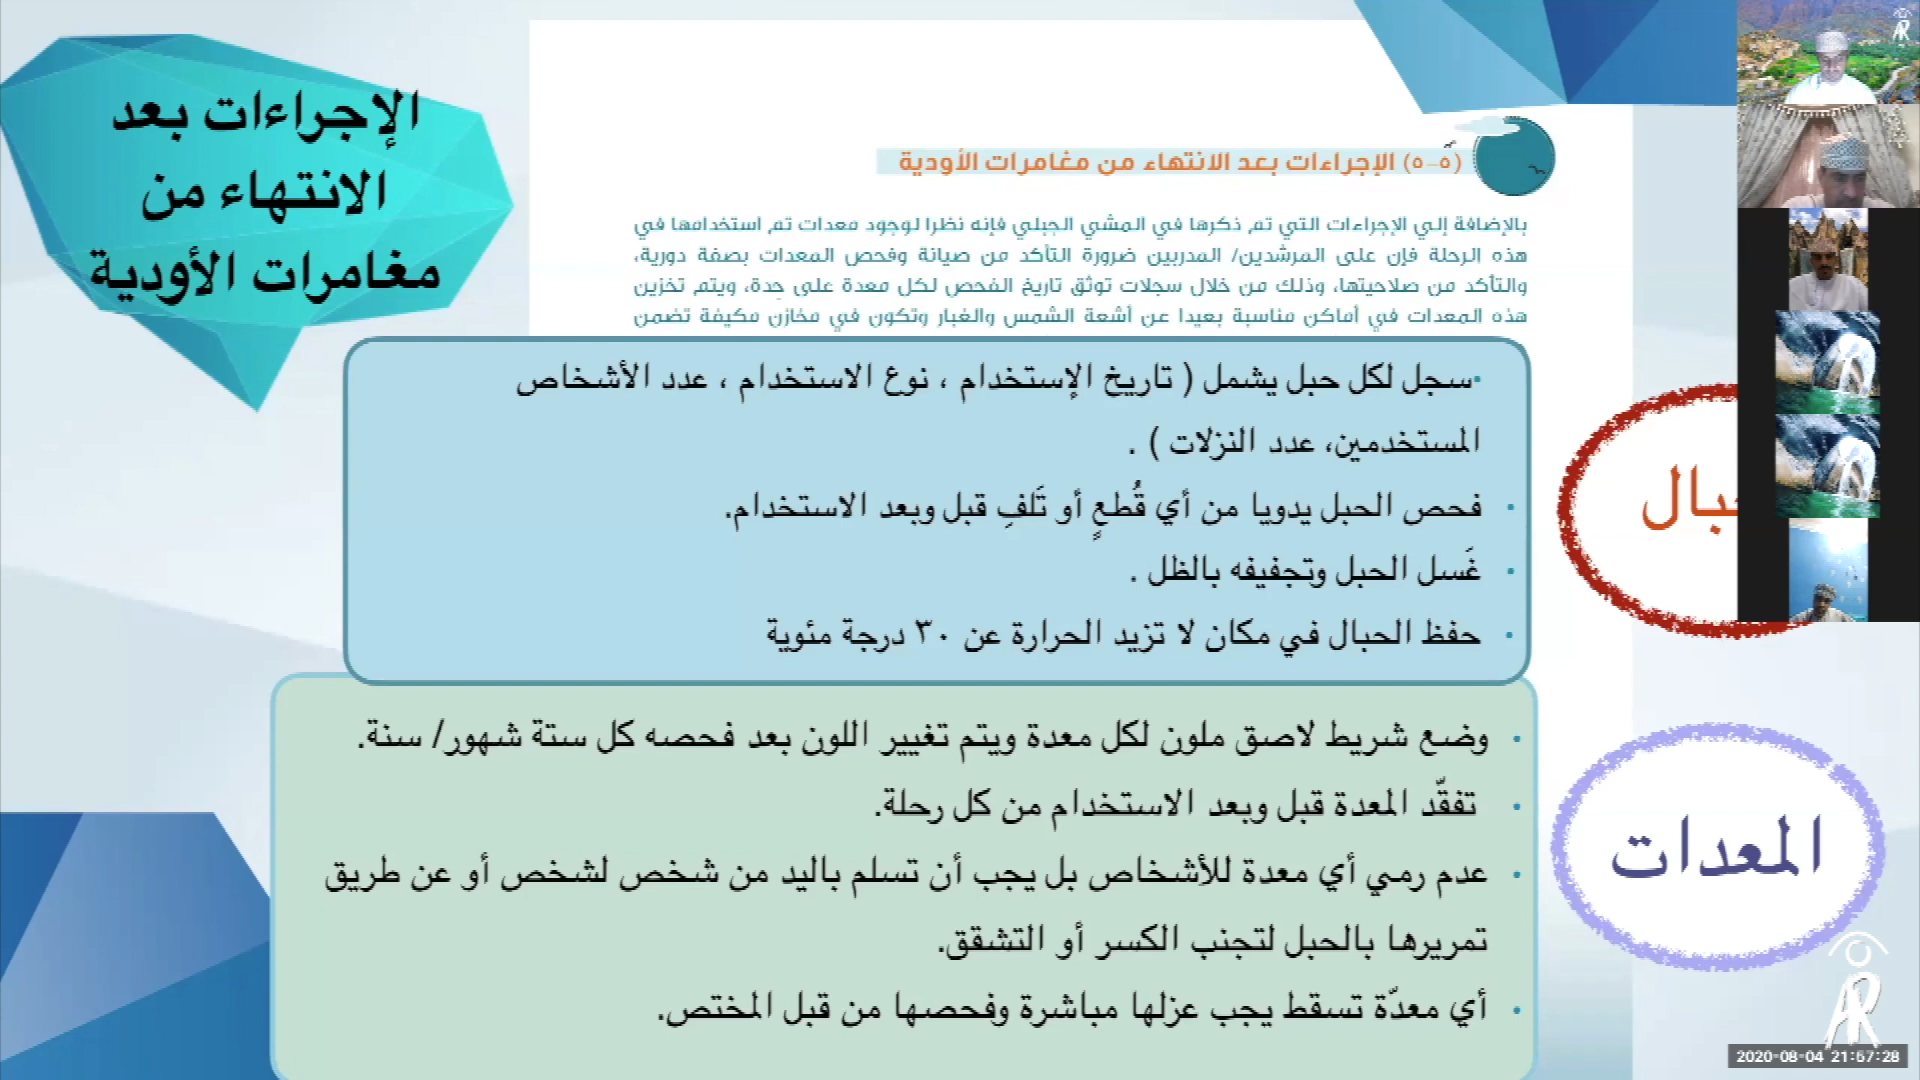 الإجراءات بعد
الانتهاء من
مغامرات الأودية
(٥-٥) الإجراءات بعد الانتهاء من مغامرات الأودية
بالإضافة إلي الإجراءات التي تم ذكرها في المشي الجبلي فإنه نظرا لوجود معدات تم استخدامها في
هذه الرحلة فإن على المرشدين/ المدربين ضرورة التأكد من صيانة وفحص المعدات بصفة دورية،
والتأكد من صلاحيتها، وذلك من خلال سجلات توثق تاريخ الفحص لكل معدة على حِدة، ويتم تخزين
هذه المعدات في أماكن مناسبة بعيدا عن أشعة الشمس والغبار وتكون في مخازن مكيفة تضمن
•سجل لكل حبل يشمل ( تاريخ الإستخدام ، نوع الاستخدام ، عدد الأشخاص
المستخدمين، عدد النزلات ) .
• فحص الحبل يدويا من أي قُطعٍ أو تَلفِ قبل وبعد الاستخدام.
• غَسل الحبل وتجفيفه بالظل .
• حفظ الحبال في مكان لا تزيد الحرارة عن ٣٠ درجة مئوية
• وضع شريط لاصق ملون لكل معدة ويتم تغيير اللون بعد فحصه كل ستة شهور/ سنة.
• تفقّد المعدة قبل وبعد الاستخدام من كل رحلة.
• عدم رمي أي معدة للأشخاص بل يجب أن تسلم باليد من شخص لشخص أو عن طريق
تمريرها بالحبل لتجنب الكسر أو التشقق.
• أي معدّة تسقط يجب عزلها مباشرة وفحصها من قبل المختص.
المعدات
2020-08-04 21:57:28